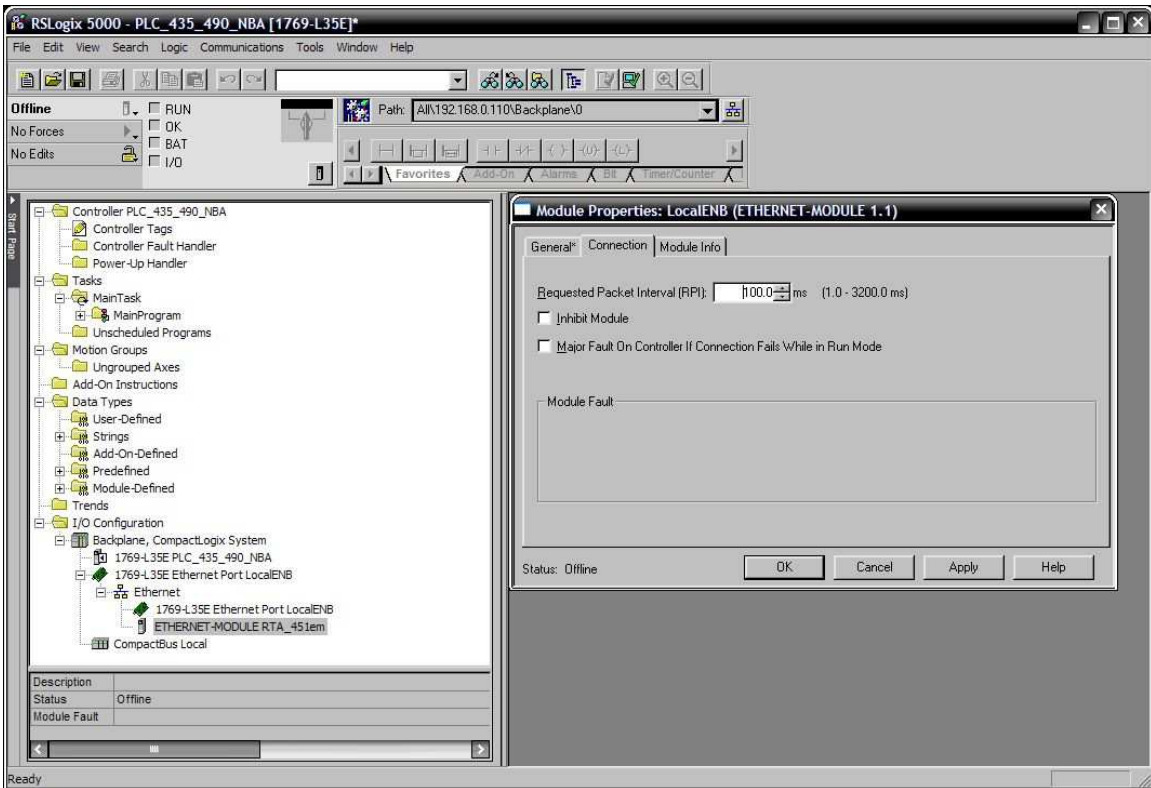 RSLogix 5000 - PLC_435_490_NBA [1769-L35E]*
File Edit View Search Logic Communications Tools Window Help
Offline
RUN
No Forces
OK
No Edits
BAT
I/O
Path: AB\192.168.0.110\Backplane\0
Favorites Add-On Alarms Bit Timer/Counter
Start Page
Controller PLC_435_490_NBA
Controller Tags
Controller Fault Handler
Power-Up Handler
Tasks
MainTask
MainProgram
Unscheduled Programs
Motion Groups
Ungrouped Axes
Add-On Instructions
Data Types
User-Defined
Strings
Add-On-Defined
Predefined
Module-Defined
Trends
I/O Configuration
Backplane, CompactLogix System
1769-L35E PLC_435_490_NBA
1769-L35E Ethernet Port LocalENB
Ethernet
1769-L35E Ethernet Port LocalENB
ETHERNET-MODULE RTA_451em
CompactBus Local
Description
Status Offline
Module Fault
Module Properties: LocalENB (ETHERNET-MODULE 1.1)
General* Connection Module Info
Requested Packet Interval (RPI): 100.0 ms (1.0 - 3200.0 ms)
Inhibit Module
Major Fault On Controller If Connection Fails While in Run Mode
Module Fault
Status: Offline
OK Cancel Apply Help
Ready